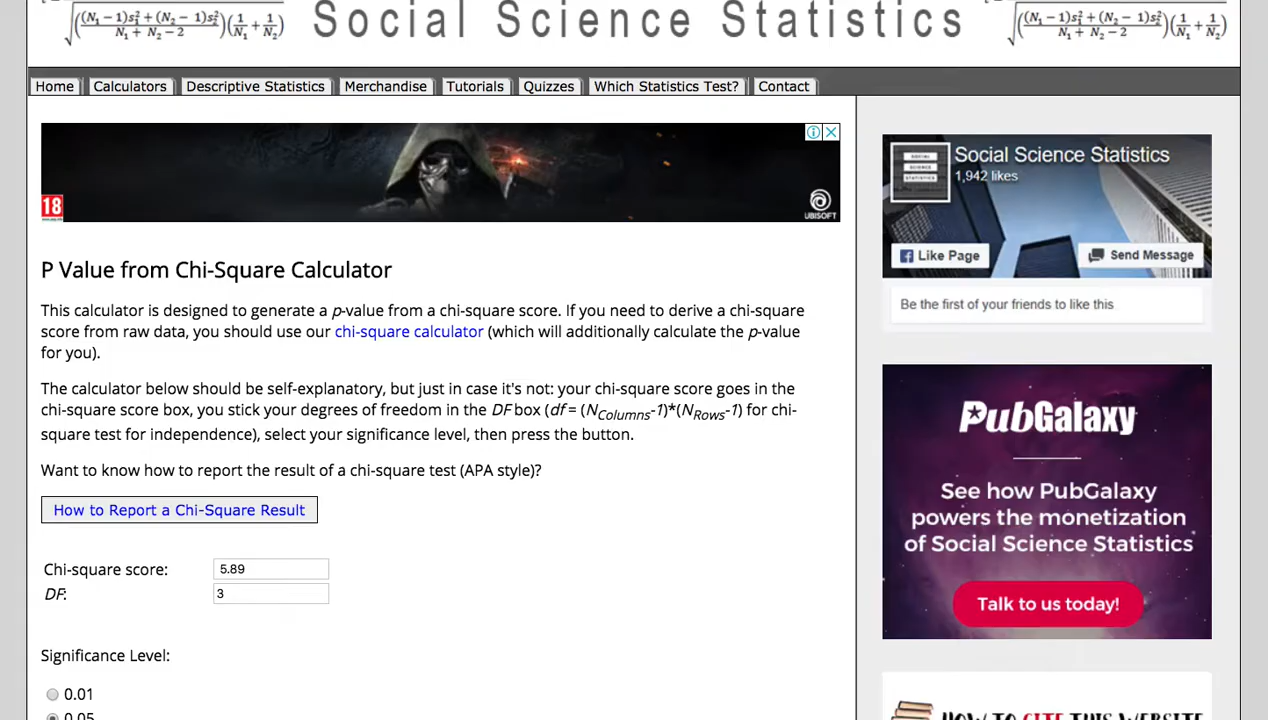 Social Science Statistics
Home
Calculators
Descriptive Statistics
Merchandise
Tutorials
Quizzes
Which Statistics Test?
Contact
18
UBISOFT
P Value from Chi-Square Calculator
This calculator is designed to generate a p-value from a chi-square score. If you need to derive a chi-square
score from raw data, you should use our chi-square calculator (which will additionally calculate the p-value
for you).
The calculator below should be self-explanatory, but just in case it's not: your chi-square score goes in the
chi-square score box, you stick your degrees of freedom in the DF box (df = (NColumns-1)*(NRows-1) for chi-
square test for independence), select your significance level, then press the button.
Want to know how to report the result of a chi-square test (APA style)?
How to Report a Chi-Square Result
Chi-square score: 5.89
DF: 3
Significance Level:
0.01
0.05
Social Science Statistics
1,942 likes
Like Page
Send Message
Be the first of your friends to like this
PubGalaxy
See how PubGalaxy
powers the monetization
of Social Science Statistics
Talk to us today!
HOW TO CITE THIS WEBSITE